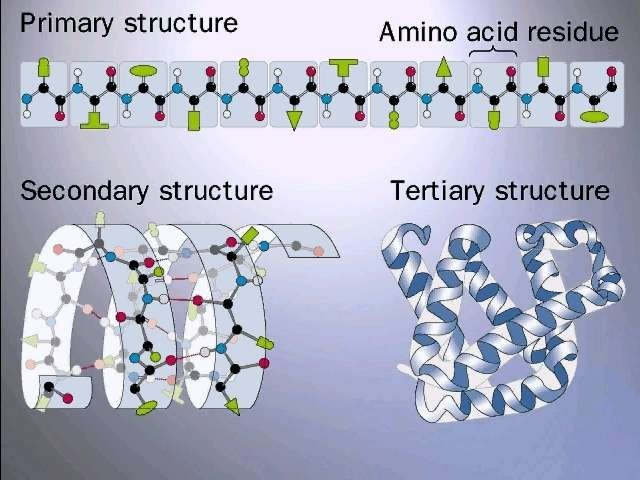 Primary structure
Amino acid residue
Secondary structure
Tertiary structure